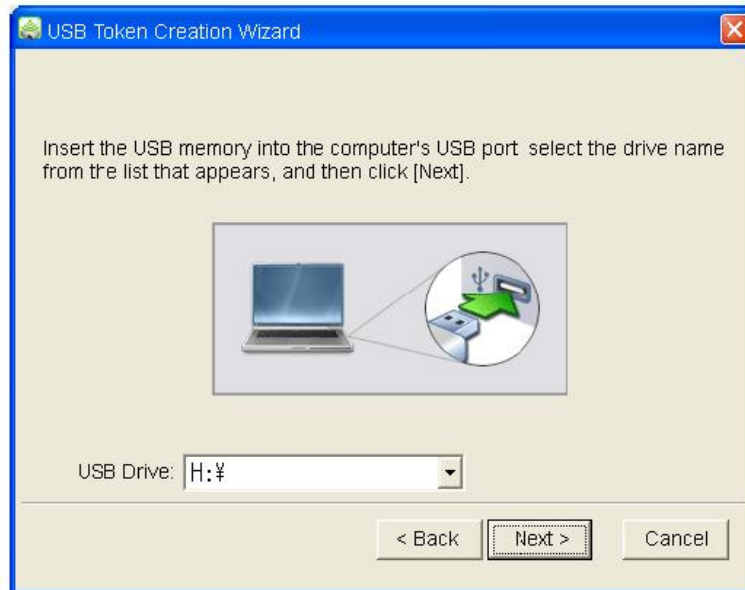 USB Token Creation Wizard
Insert the USB memory into the computer's USB port select the drive name
from the list that appears, and then click [Next].
USB Drive: H:¥
< Back Next > Cancel